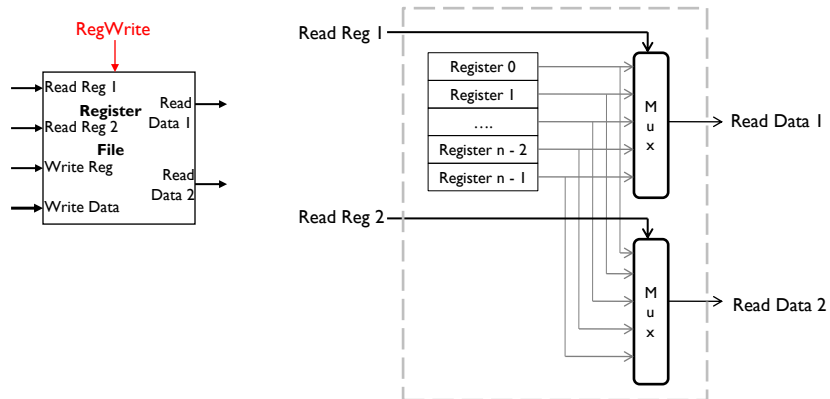 RegWrite
Read Reg 1
Register
Read Reg 2
File
Write Reg
Write Data
Read
Data 1
Read
Data 2
Read Reg 1
Register 0
Register 1
....
Register n - 2
Register n - 1
M
u
x
Read Data 1
Read Reg 2
M
u
x
Read Data 2